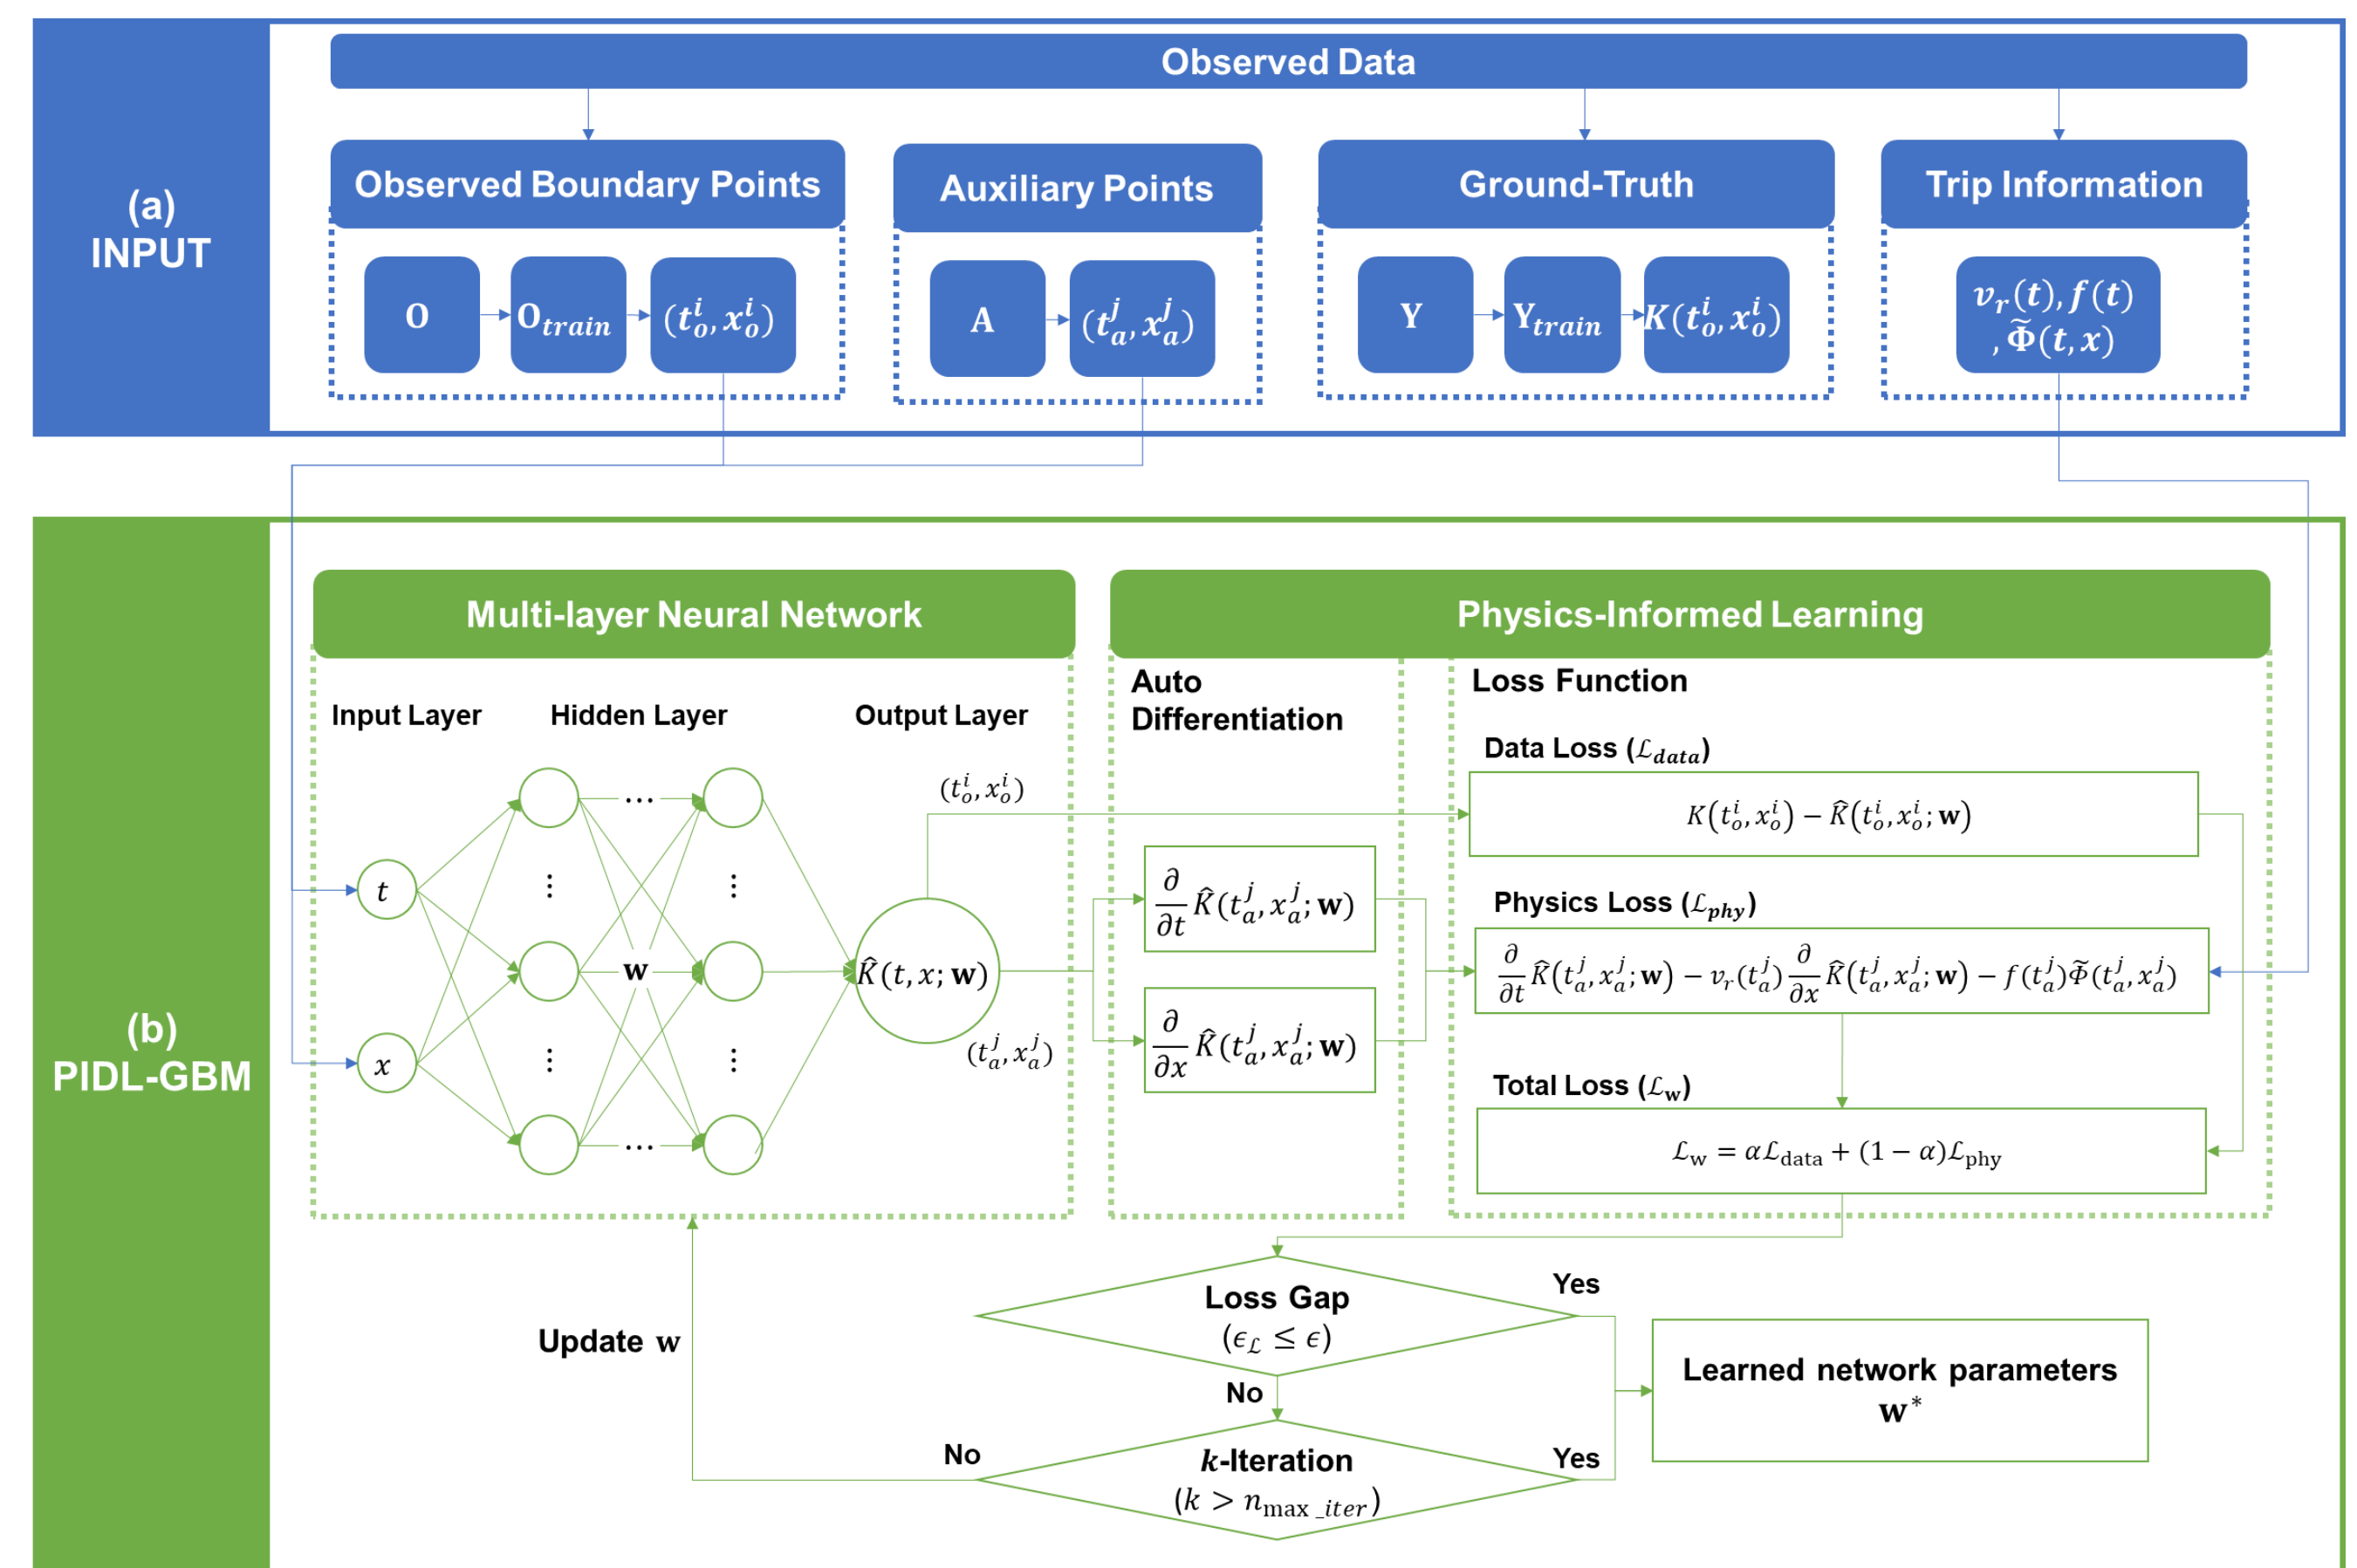 Observed Data
(a)
INPUT
Observed Boundary Points
Auxiliary Points
Ground-Truth
Trip Information
O
O_train
(t_o^i, x_o^i)
A
(t_a^j, x_a^j)
Y
Y_train
K(t_o^i, x_o^i)
v_r(t), f(t)
, Φ̃(t, x)
(b)
PIDL-GBM
Multi-layer Neural Network
Physics-Informed Learning
Input Layer
Hidden Layer
Output Layer
Auto
Differentiation
Loss Function
Data Loss (ℒ_data)
(t_o^i, x_o^i)
K(t_o^i, x_o^i) − K̂(t_o^i, x_o^i; w)
...
t
⋮
⋮
∂/∂t K̂(t_a^j, x_a^j; w)
Physics Loss (ℒ_phy)
w
K̂(t, x; w)
∂/∂t K̂(t_a^j, x_a^j; w) − v_r(t_a^j) ∂/∂x K̂(t_a^j, x_a^j; w) − f(t_a^j)Φ̃(t_a^j, x_a^j)
x
⋮
⋮
(t_a^j, x_a^j)
∂/∂x K̂(t_a^j, x_a^j; w)
Total Loss (ℒ_w)
...
ℒ_w = αℒ_data + (1 − α)ℒ_phy
Loss Gap
(ϵ_ℒ ≤ ϵ)
Yes
No
Update w
k-Iteration
(k > n_max_iter)
No
Yes
Learned network parameters
w*